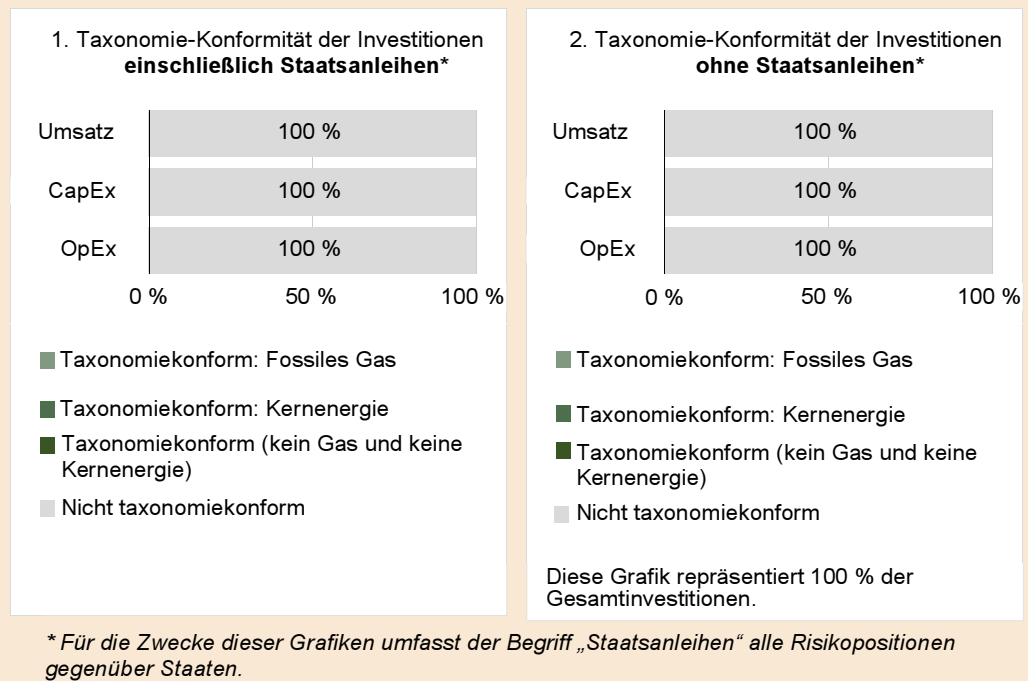 1. Taxonomie-Konformität der Investitionen
einschließlich Staatsanleihen*
Umsatz
100 %
CapEx
100 %
OpEx
100 %
0 %
50 %
100 %
Taxonomiekonform: Fossiles Gas
Taxonomiekonform: Kernenergie
Taxonomiekonform (kein Gas und keine
Kernenergie)
Nicht taxonomiekonform
2. Taxonomie-Konformität der Investitionen
ohne Staatsanleihen*
Umsatz
100 %
CapEx
100 %
OpEx
100 %
0 %
50 %
100 %
Taxonomiekonform: Fossiles Gas
Taxonomiekonform: Kernenergie
Taxonomiekonform (kein Gas und keine
Kernenergie)
Nicht taxonomiekonform
Diese Grafik repräsentiert 100 % der
Gesamtinvestitionen.
* Für die Zwecke dieser Grafiken umfasst der Begriff „Staatsanleihen“ alle Risikopositionen
gegenüber Staaten.